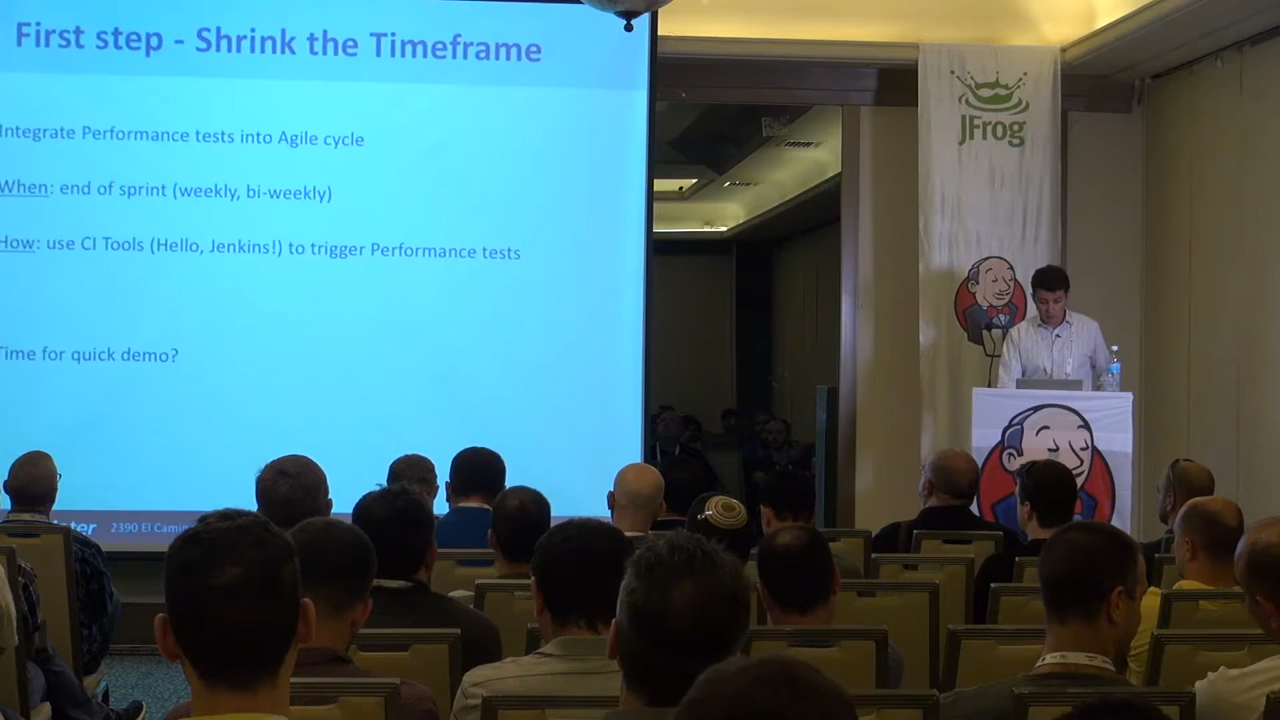 First step - Shrink the Timeframe
Integrate Performance tests into Agile cycle
When: end of sprint (weekly, bi-weekly)
How: use CI Tools (Hello, Jenkins!) to trigger Performance tests
Time for quick demo?
2390 El
JFrog